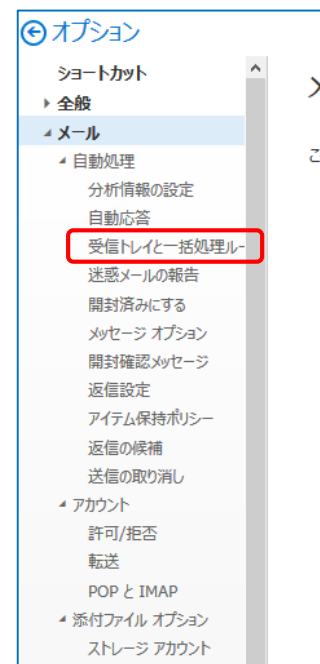 オプション
ショートカット
全般
メール
自動処理
分析情報の設定
自動応答
受信トレイと一括処理ルー
迷惑メールの報告
開封済みにする
メッセージ オプション
開封確認メッセージ
返信設定
アイテム保持ポリシー
返信の候補
送信の取り消し
アカウント
許可/拒否
転送
POP と IMAP
添付ファイル オプション
ストレージ アカウント